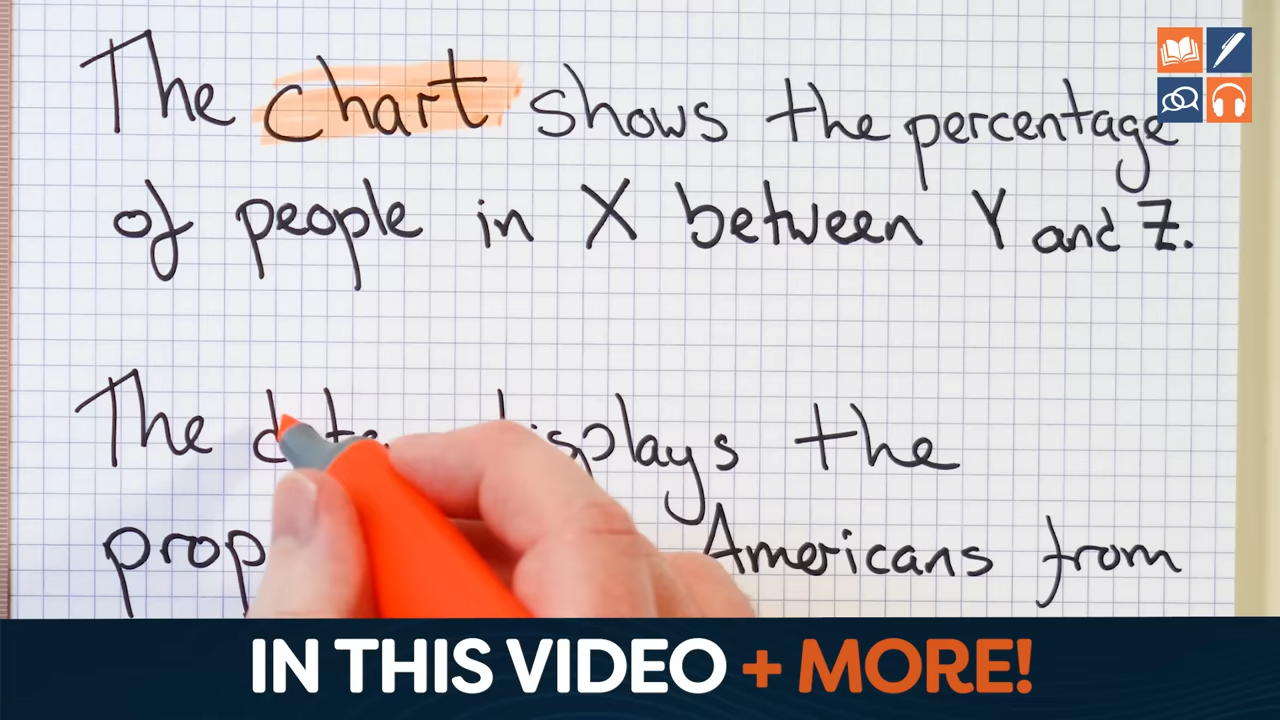 The chart shows the percentage
of people in X between Y and Z.
The displays the
Americans from
IN THIS VIDEO + MORE!